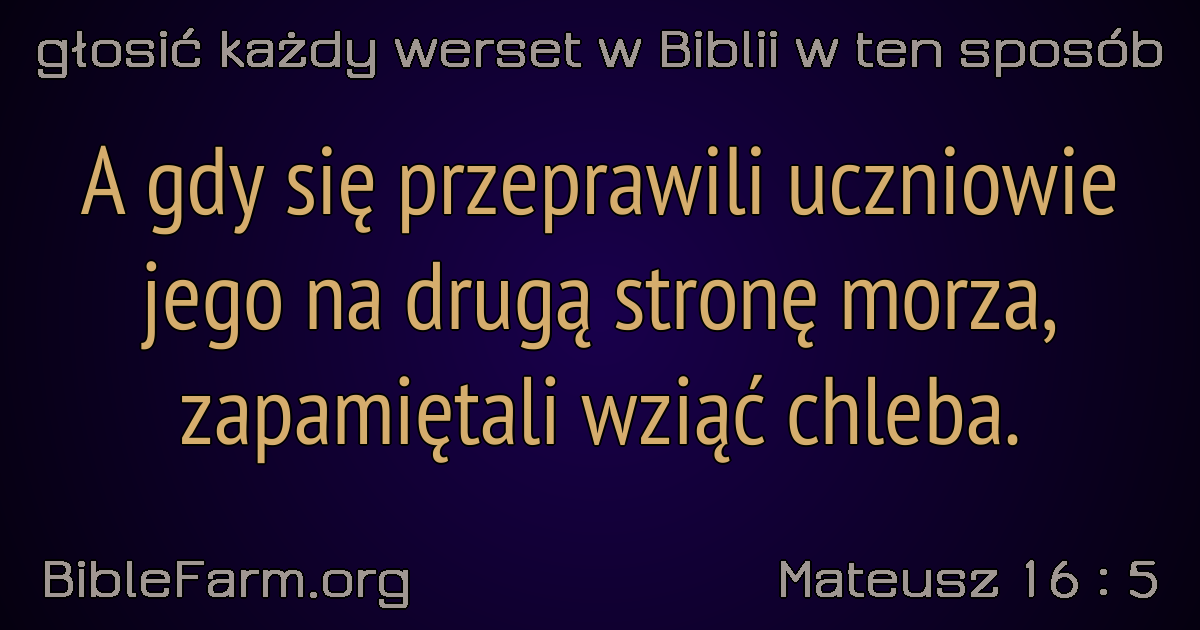 głosić każdy werset w Biblii w ten sposób
A gdy się przeprawili uczniowie
jego na drugą stronę morza,
zapamiętali wziąć chleba.
BibleFarm.org
Mateusz 16 : 5